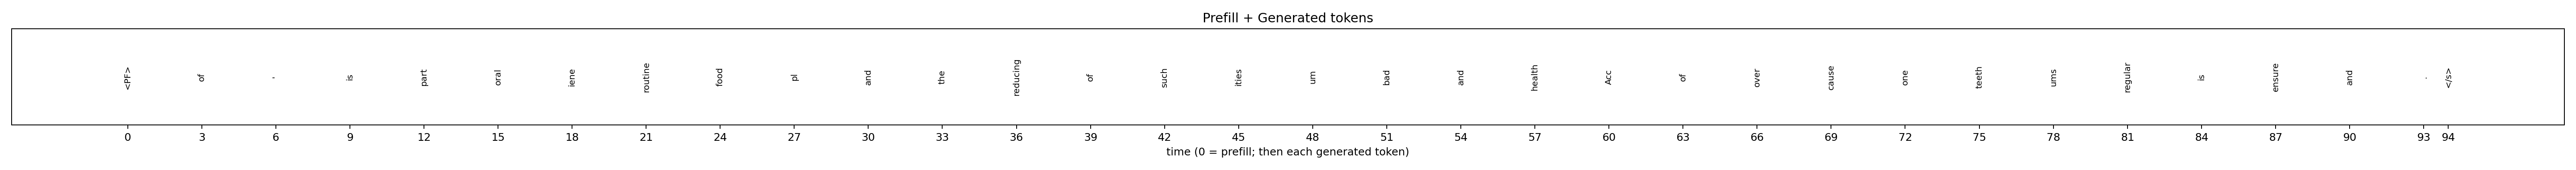 Prefill + Generated tokens
<PF> of - is part oral iene routine food pl and the reducing of such ities um bad and health Acc of over cause one teeth ums regular is ensure and . </s>
0 3 6 9 12 15 18 21 24 27 30 33 36 39 42 45 48 51 54 57 60 63 66 69 72 75 78 81 84 87 90 93 94
time (0 = prefill; then each generated token)